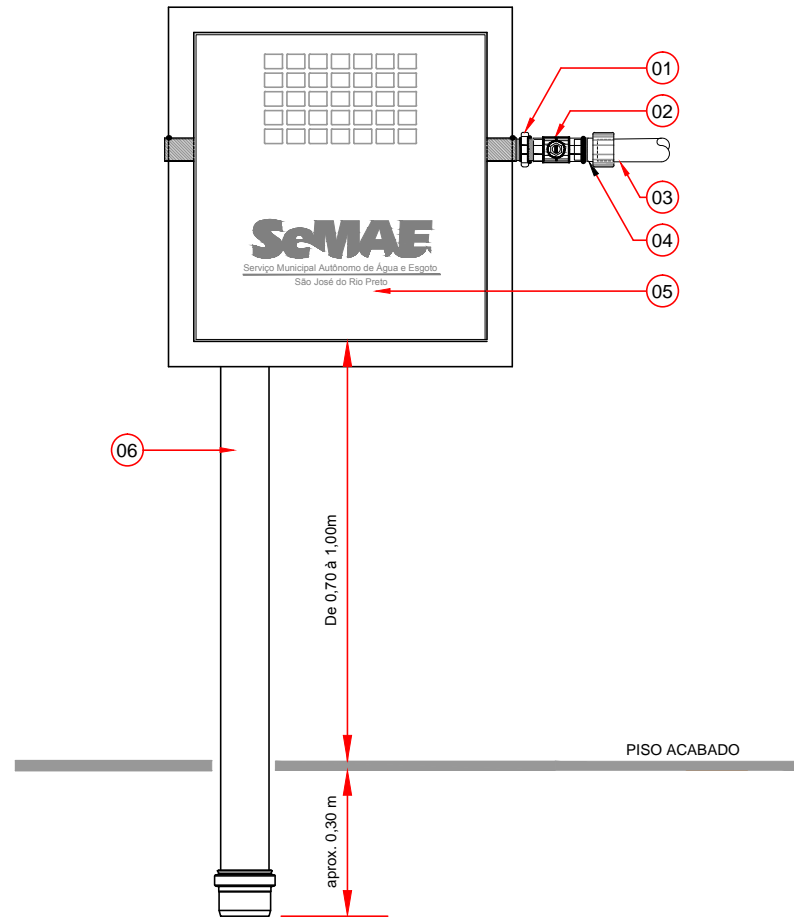 01
02
03
04
SeMAE
Serviço Municipal Autônomo de Água e Esgoto
São José do Rio Preto
05
06
De 0,70 à 1,00m
PISO ACABADO
aprox. 0,30 m